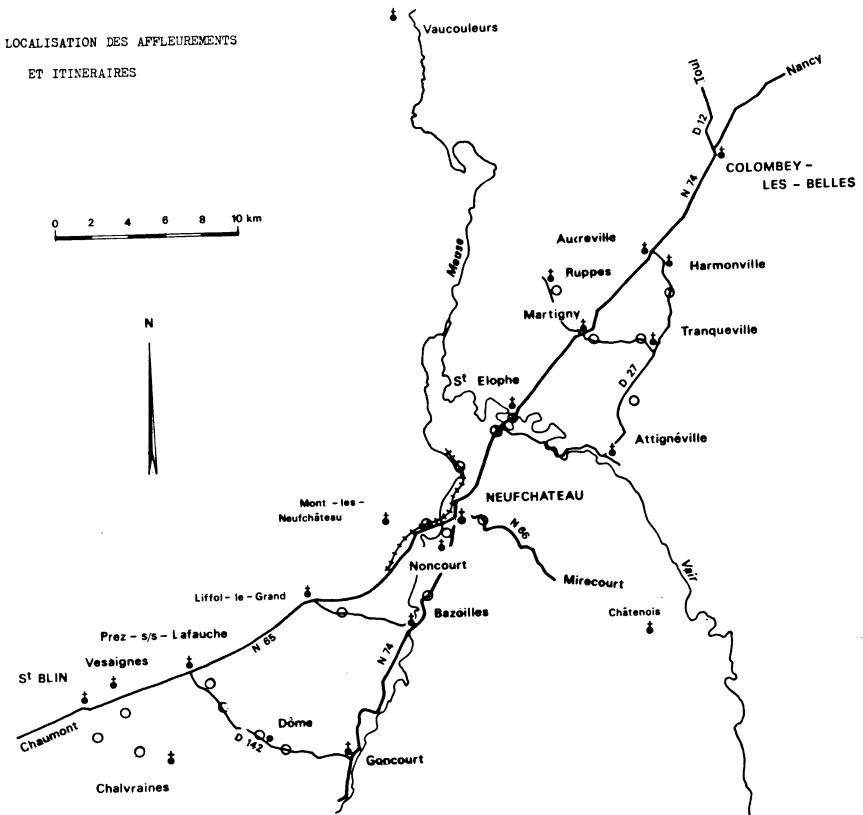 Vaucouleurs
LOCALISATION DES AFFLEUREMENTS
ET ITINERAIRES
Toul
Nancy
D 12
COLOMBEY -
LES - BELLES
N 74
0 2 4 6 8 10 km
Meuse
Aucreville
Harmonville
Ruppes
Martigny
N
Tranqueville
St Elophe
D 27
Attignéville
Mont - les -
Neufchâteau
NEUFCHATEAU
N 66
Noncourt
Mirecourt
Vair
Liffol - le - Grand
Bazoilles
Châtenois
Prez - s/s - Lafauche
N 65
N 74
Vesaignes
St BLIN
Chaumont
Dôme
D 142
Goncourt
Chalvraines